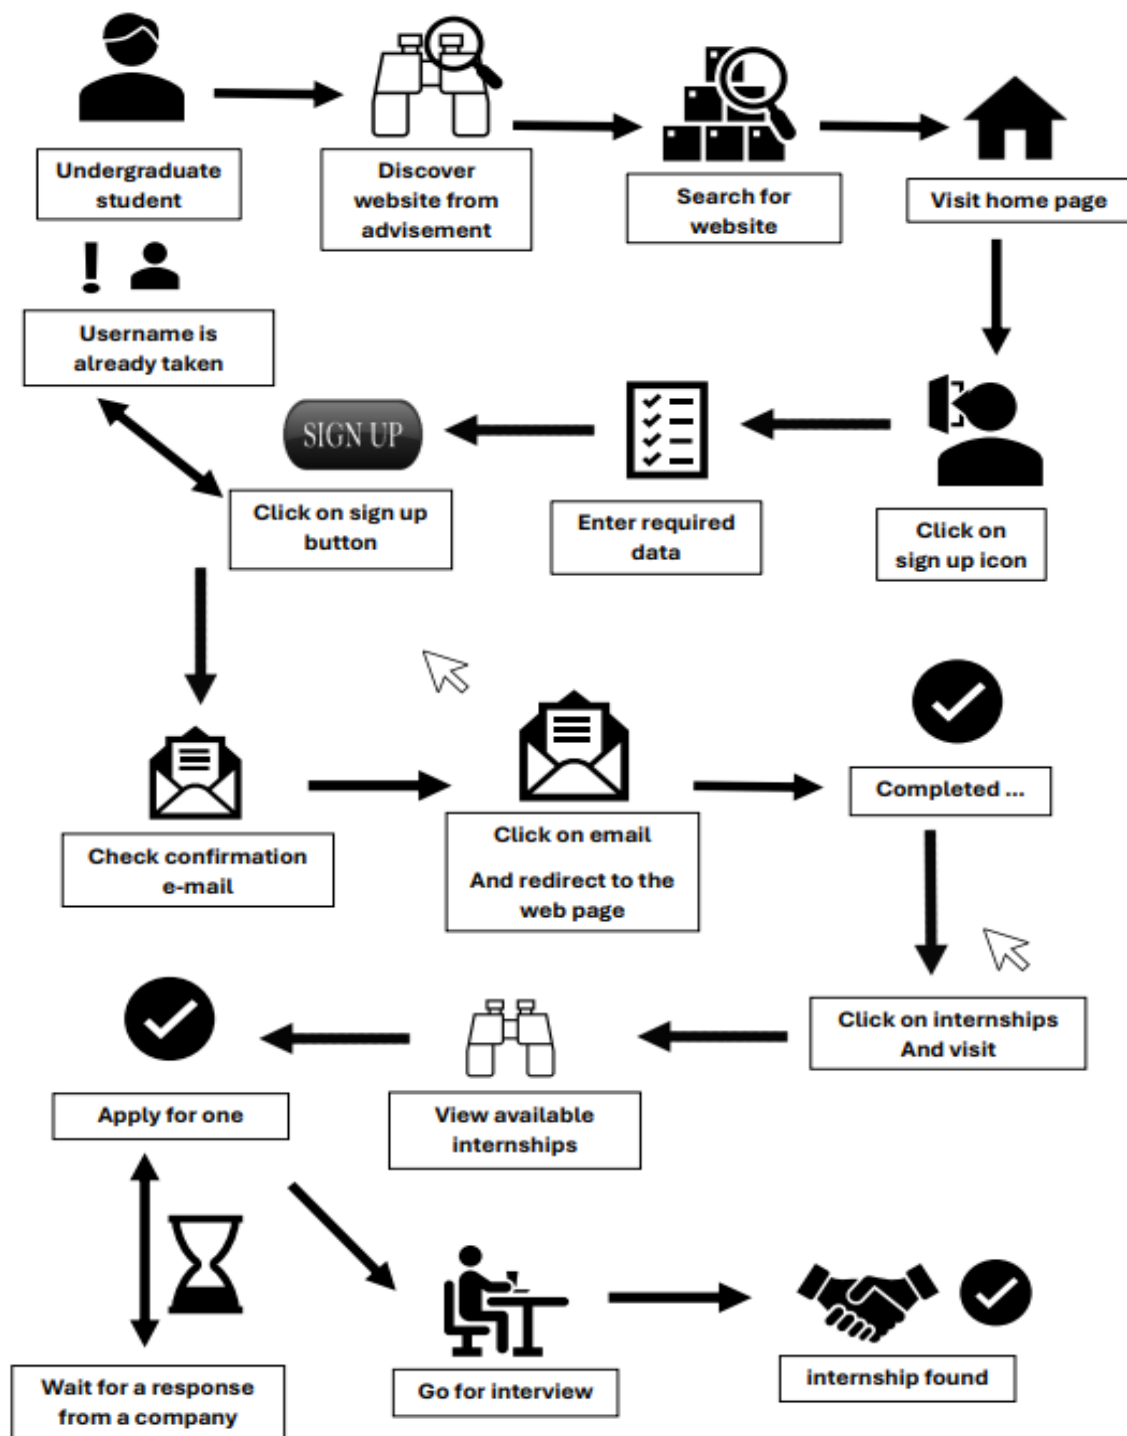 Undergraduate
student
Discover
website from
advisement
Search for
website
Visit home page
Username is
already taken
SIGN UP
Click on sign up
button
Enter required
data
Click on
sign up icon
Check confirmation
e-mail
Click on email
And redirect to the
web page
Completed ...
Click on internships
And visit
View available
internships
Apply for one
Wait for a response
from a company
Go for interview
internship found